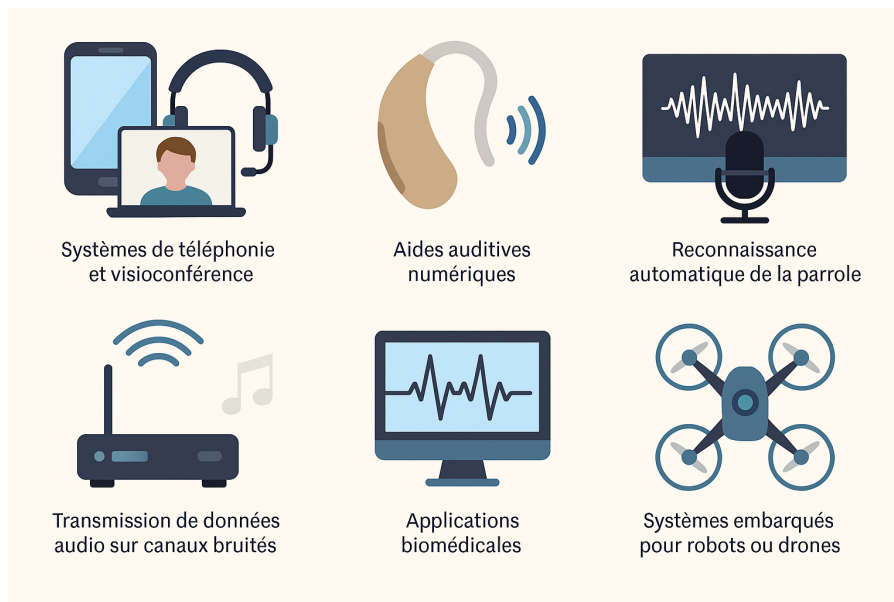 Systèmes de téléphonie
et visioconférence
Aides auditives
numériques
Reconnaissance
automatique de la parrole
Transmission de données
audio sur canaux bruités
Applications
biomédicales
Systèmes embarqués
pour robots ou drones